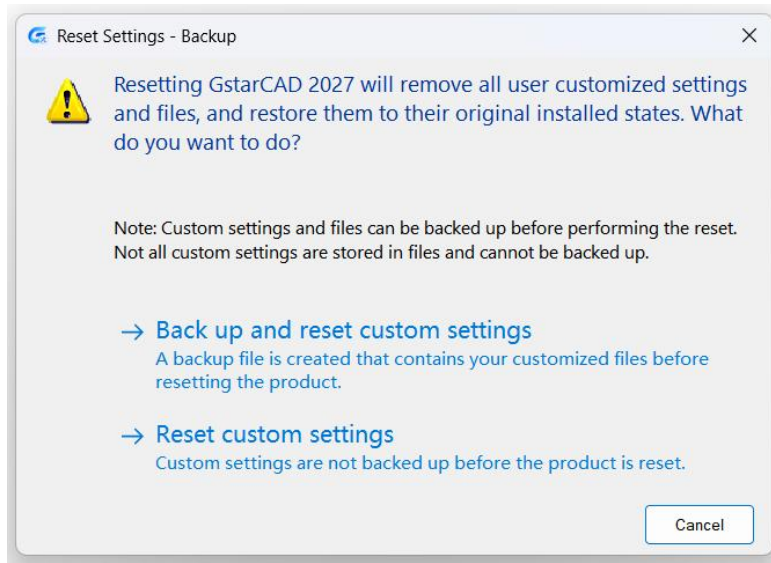 Reset Settings - Backup
Resetting GstarCAD 2027 will remove all user customized settings
and files, and restore them to their original installed states. What
do you want to do?
Note: Custom settings and files can be backed up before performing the reset.
Not all custom settings are stored in files and cannot be backed up.
Back up and reset custom settings
A backup file is created that contains your customized files before
resetting the product.
Reset custom settings
Custom settings are not backed up before the product is reset.
Cancel